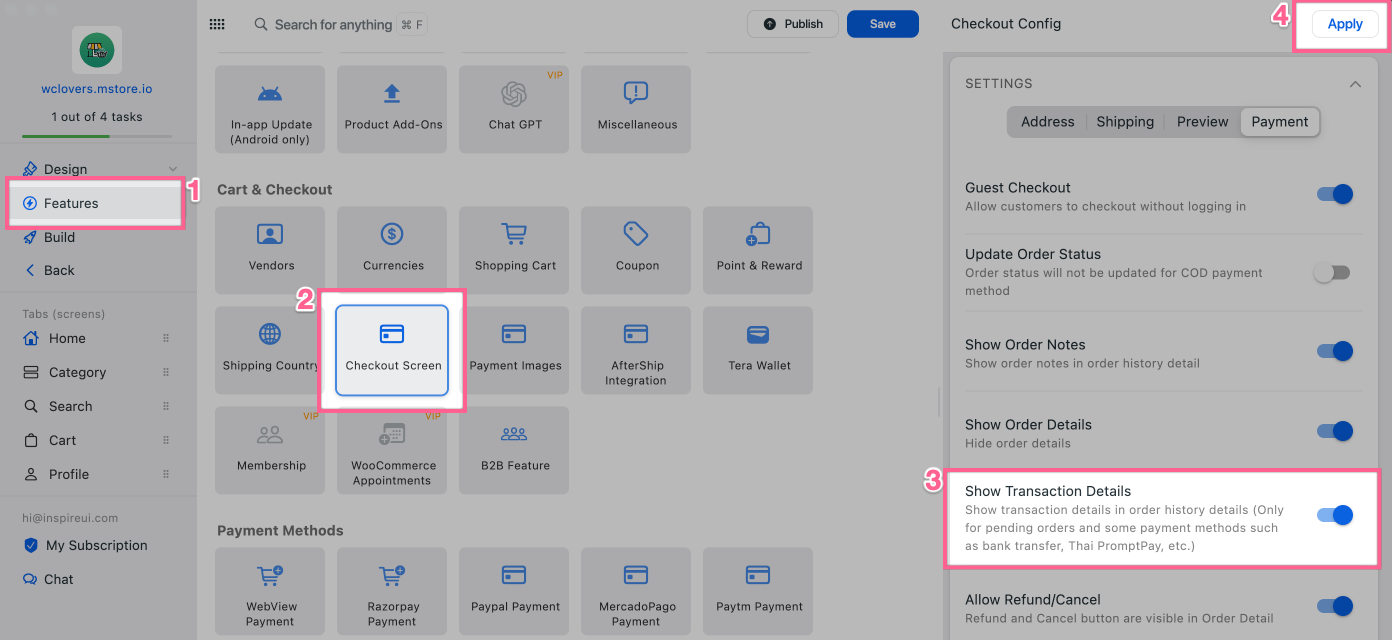 wclovers.mstore.io
1 out of 4 tasks
Design
1
Features
Build
Back
Tabs (screens)
Home
Category
Search
Cart
Profile
hi@inspireui.com
My Subscription
Chat
Search for anything ⌘ F
Publish
Save
In-app Update
(Android only)
Product Add-Ons
VIP
Chat GPT
Miscellaneous
Cart & Checkout
Vendors
Currencies
Shopping Cart
Coupon
Point & Reward
Shipping Country
2
Checkout Screen
Payment Images
AfterShip
Integration
Tera Wallet
VIP
Membership
VIP
WooCommerce
Appointments
B2B Feature
Payment Methods
WebView
Payment
Razorpay
Payment
Paypal Payment
MercadoPago
Payment
Paytm Payment
Checkout Config
4
Apply
SETTINGS
Address
Shipping
Preview
Payment
Guest Checkout
Allow customers to checkout without logging in
Update Order Status
Order status will not be updated for COD payment
method
Show Order Notes
Show order notes in order history detail
Show Order Details
Hide order details
3
Show Transaction Details
Show transaction details in order history details (Only
for pending orders and some payment methods such
as bank transfer, Thai PromptPay, etc.)
Allow Refund/Cancel
Refund and Cancel button are visible in Order Detail